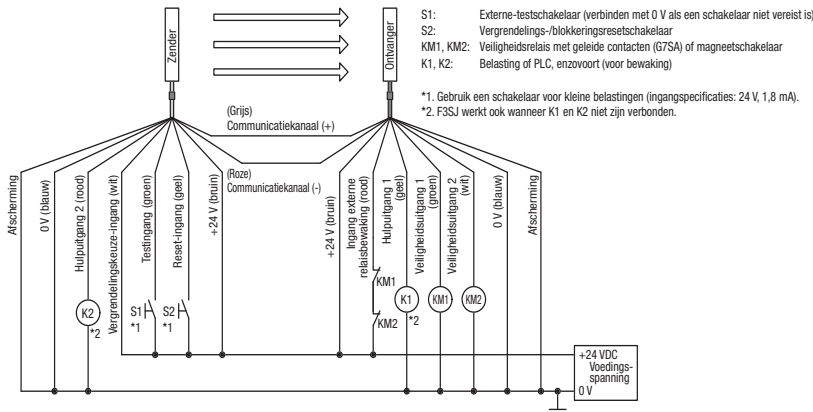 Zender
Ontvanger
S1: Externe-testschakelaar (verbinden met 0 V als een schakelaar niet vereist is)
S2: Vergrendelings-/blokkeringsresetschakelaar
KM1, KM2: Veiligheidsrelais met geleide contacten (G7SA) of magneetschakelaar
K1, K2: Belasting of PLC, enzovoort (voor bewaking)
*1. Gebruik een schakelaar voor kleine belastingen (ingangspecificaties: 24 V, 1,8 mA).
*2. F3SJ werkt ook wanneer K1 en K2 niet zijn verbonden.
(Grijs)
Communicatiekanaal (+)
(Roze)
Communicatiekanaal (-)
Afscherming
0 V (blauw)
Hulpuitgang 2 (rood)
Vergrendelingskeuze-ingang (wit)
Testingang (groen)
Reset-ingang (geel)
+24 V (bruin)
+24 V (bruin)
Ingang externe
relaisbewaking (rood)
Hulpuitgang 1
(geel)
Veiligheidsuitgang 1
(groen)
Veiligheidsuitgang 2
(wit)
0 V (blauw)
Afscherming
K2
*2
S1
*1
S2
*1
KM1
KM2
K1
*2
KM1
KM2
+24 VDC
Voedings-
spanning
0 V